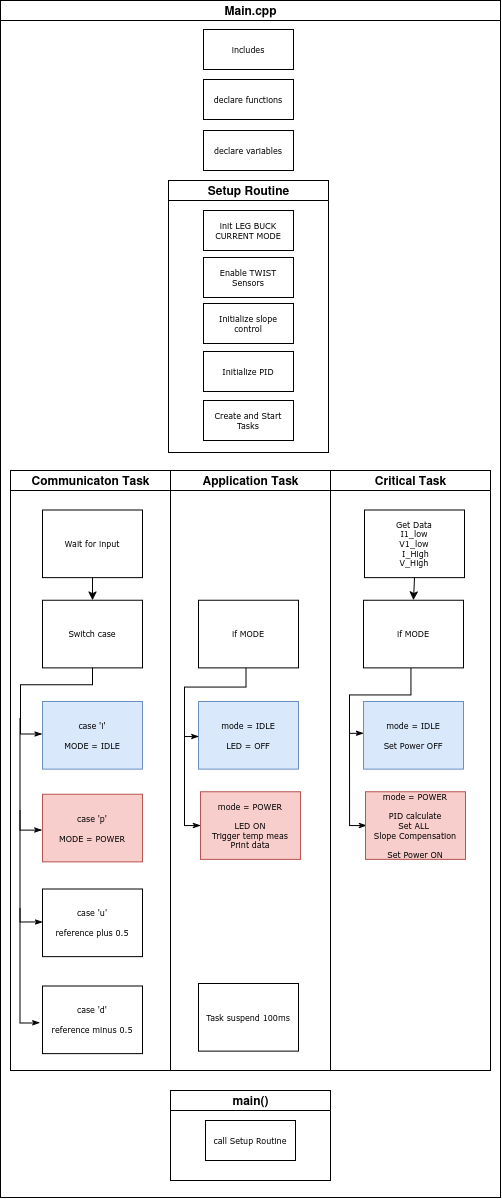 Main.cpp
includes
declare functions
declare variables
Setup Routine
init LEG BUCK
CURRENT MODE
Enable TWIST
Sensors
Initialize slope
control
Initialize PID
Create and Start
Tasks
Communicaton Task
Wait for input
Switch case
case 'i'
MODE = IDLE
case 'p'
MODE = POWER
case 'u'
reference plus 0.5
case 'd'
reference minus 0.5
Application Task
if MODE
mode = IDLE
LED = OFF
mode = POWER
LED ON
Trigger temp meas
Print data
Task suspend 100ms
Critical Task
Get Data
I1_low
V1_low
I_High
V_High
if MODE
mode = IDLE
Set Power OFF
mode = POWER
PID calculate
Set ALL
Slope Compensation
Set Power ON
main()
call Setup Routine